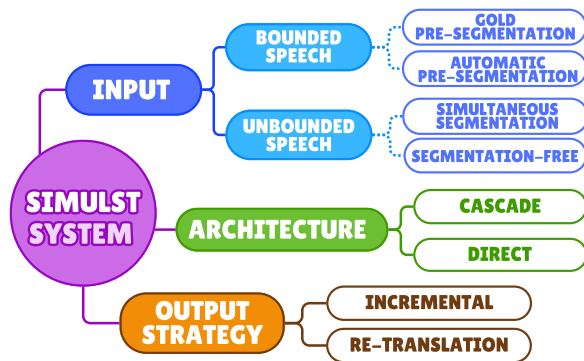 SIMULST
SYSTEM
INPUT
BOUNDED
SPEECH
GOLD
PRE-SEGMENTATION
AUTOMATIC
PRE-SEGMENTATION
UNBOUNDED
SPEECH
SIMULTANEOUS
SEGMENTATION
SEGMENTATION-FREE
ARCHITECTURE
CASCADE
DIRECT
OUTPUT
STRATEGY
INCREMENTAL
RE-TRANSLATION